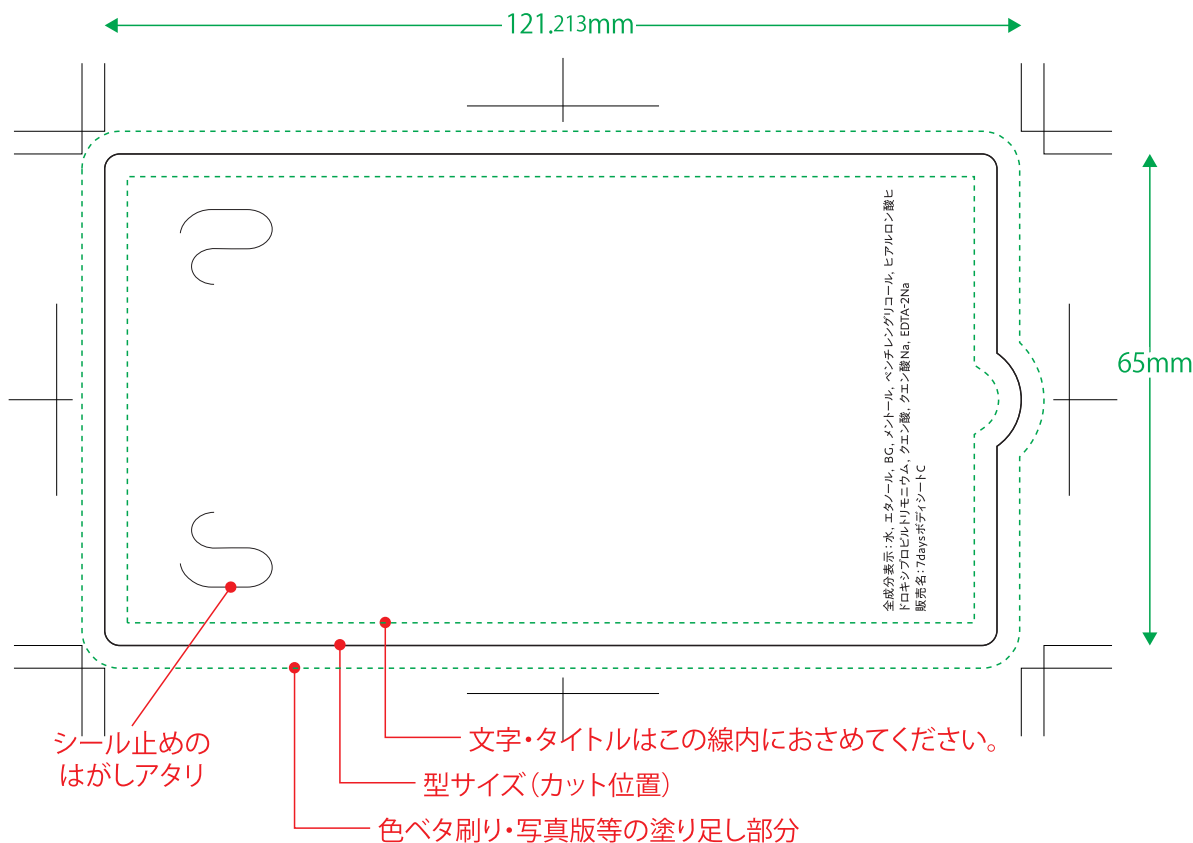 121.213mm
全成分表示：水, エタノール, BG, メントール, ペンチレングリコール, ヒアルロン酸ヒ
ドロキシプロピルトリモニウム, クエン酸, クエン酸Na, EDTA-2Na
販売名：7daysボディシートC
65mm
シール止めの
はがしアタリ
文字・タイトルはこの線内におさめてください。
型サイズ（カット位置）
色ベタ刷り・写真版等の塗り足し部分